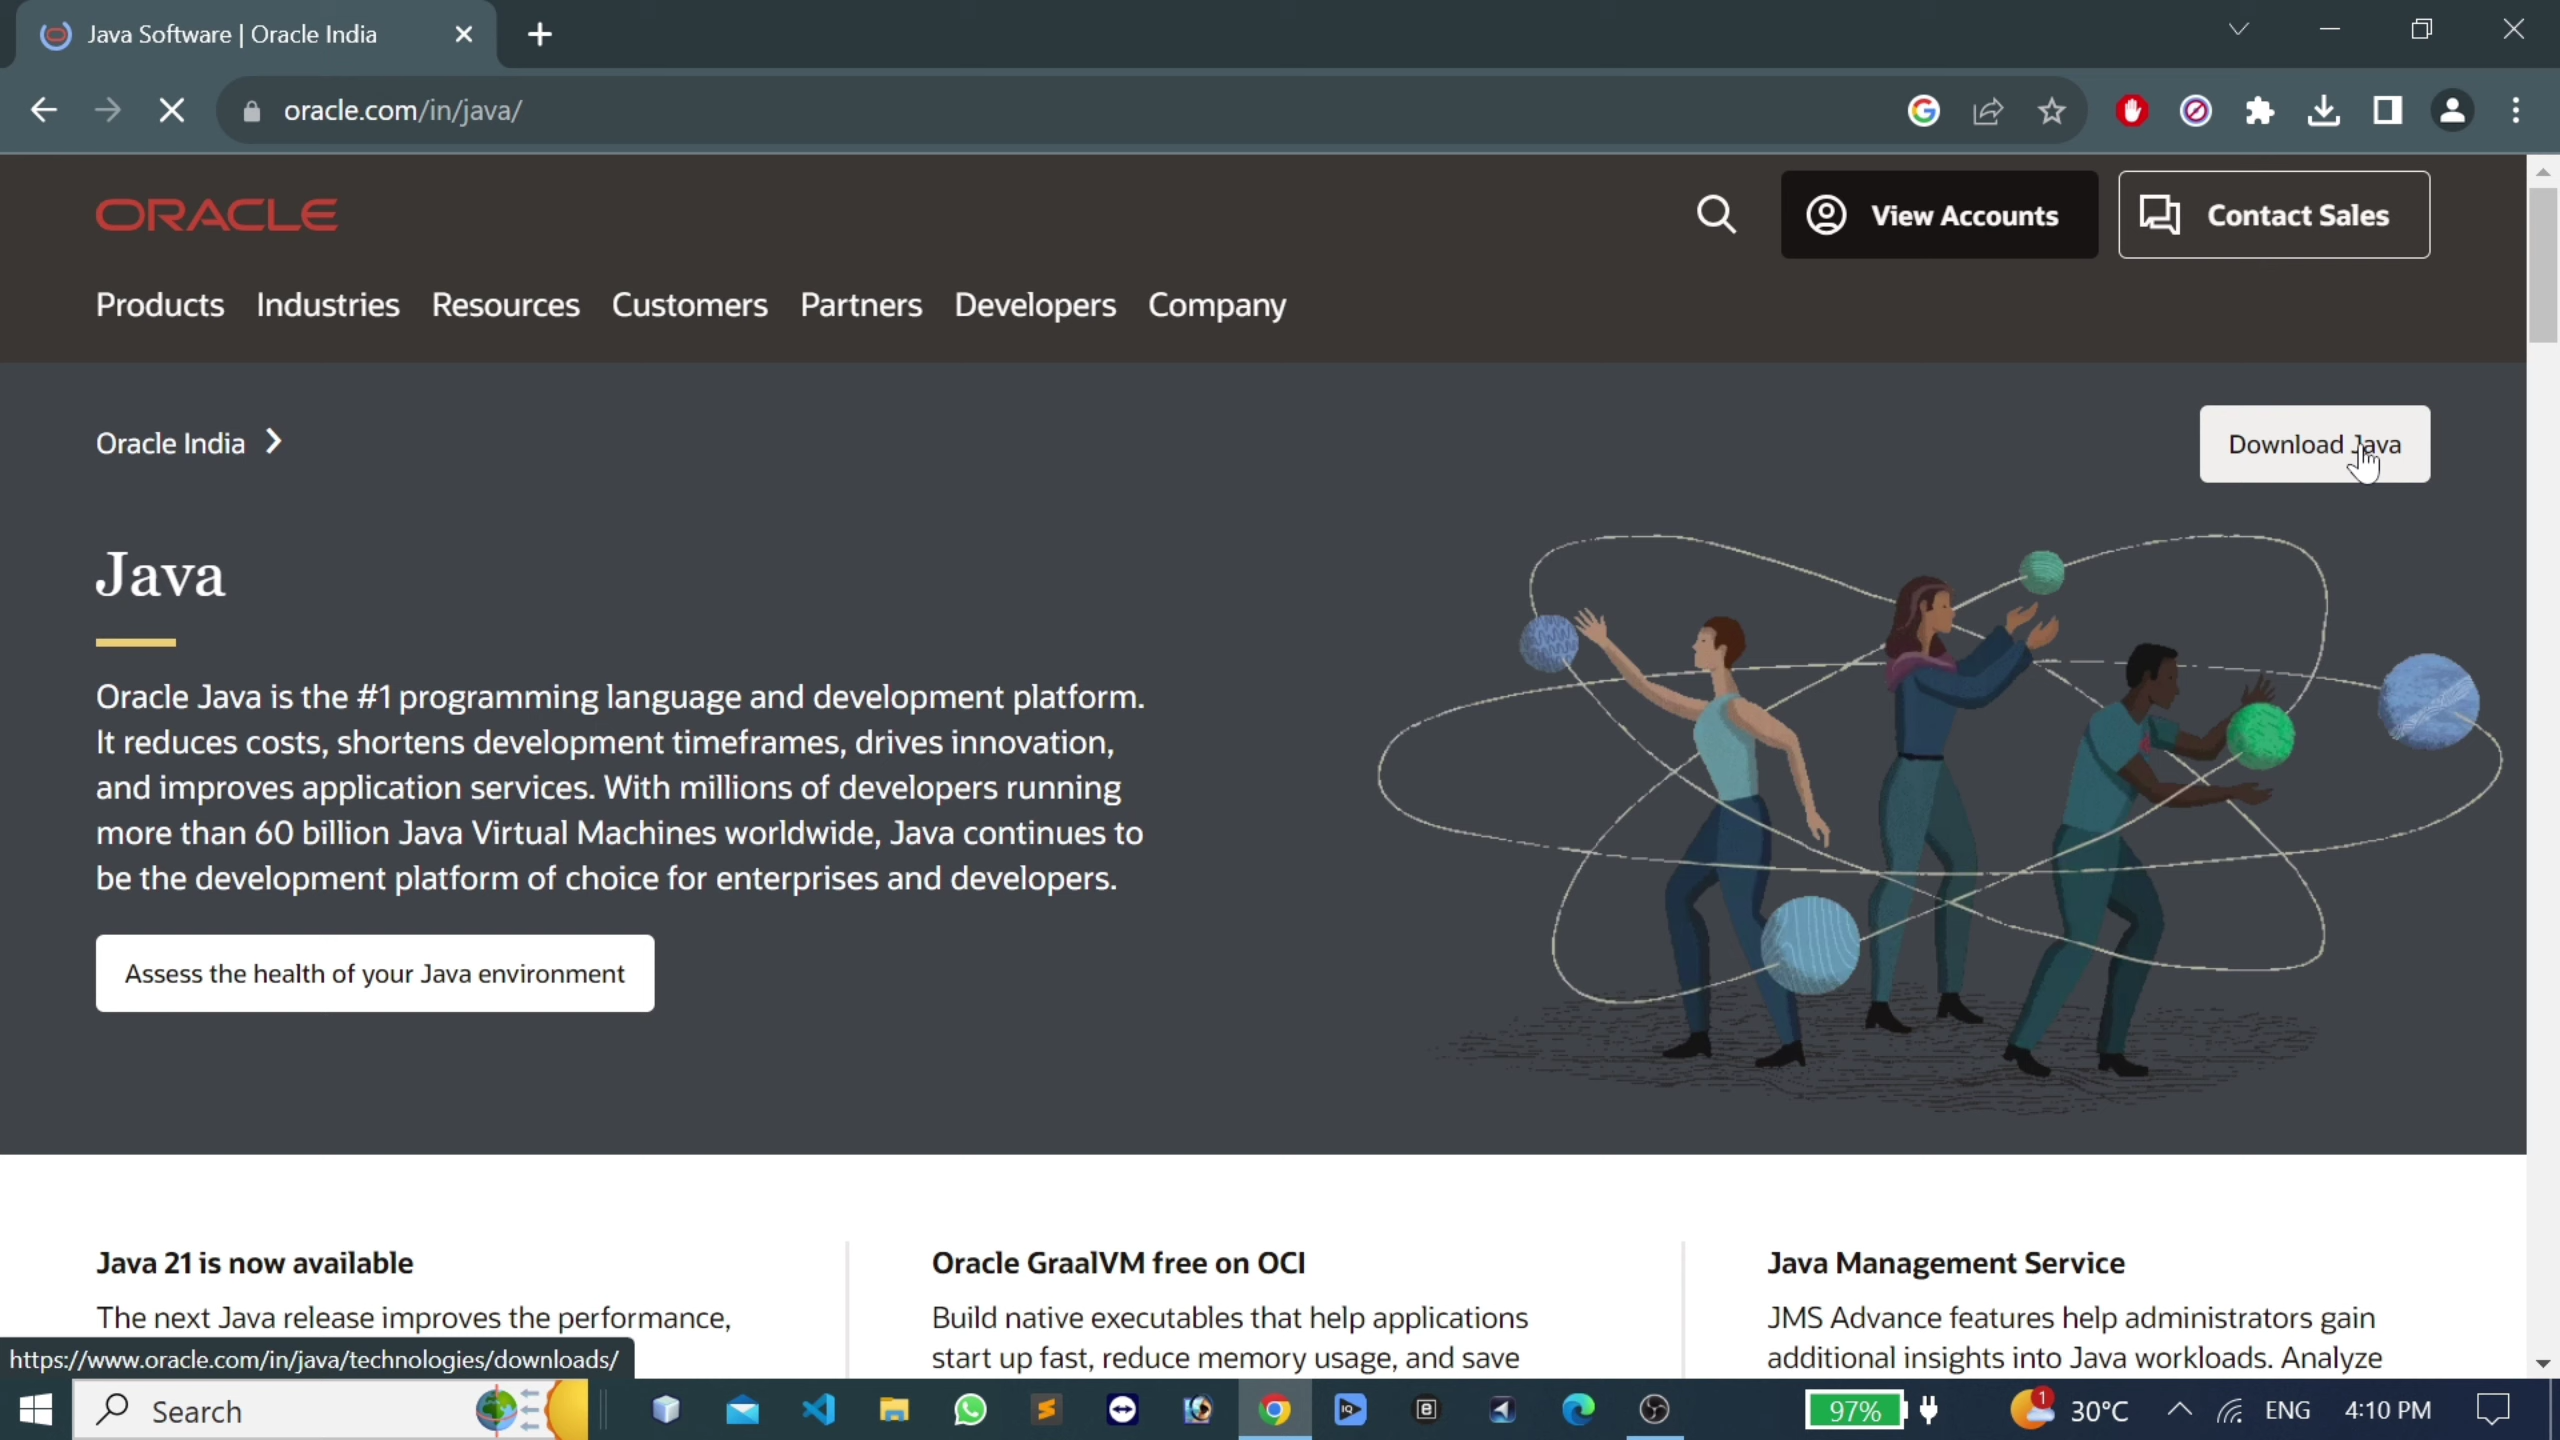 Java Software | Oracle India
oracle.com/in/java/
ORACLE
View Accounts
Contact Sales
Products Industries Resources Customers Partners Developers Company
Oracle India
Download Java
Java
Oracle Java is the #1 programming language and development platform.
It reduces costs, shortens development timeframes, drives innovation,
and improves application services. With millions of developers running
more than 60 billion Java Virtual Machines worldwide, Java continues to
be the development platform of choice for enterprises and developers.
Assess the health of your Java environment
Java 21 is now available
The next Java release improves the performance,
Oracle GraalVM free on OCI
Build native executables that help applications
start up fast, reduce memory usage, and save
Java Management Service
JMS Advance features help administrators gain
additional insights into Java workloads. Analyze
https://www.oracle.com/in/java/technologies/downloads/
Search
97%
1
30°C
ENG
4:10 PM